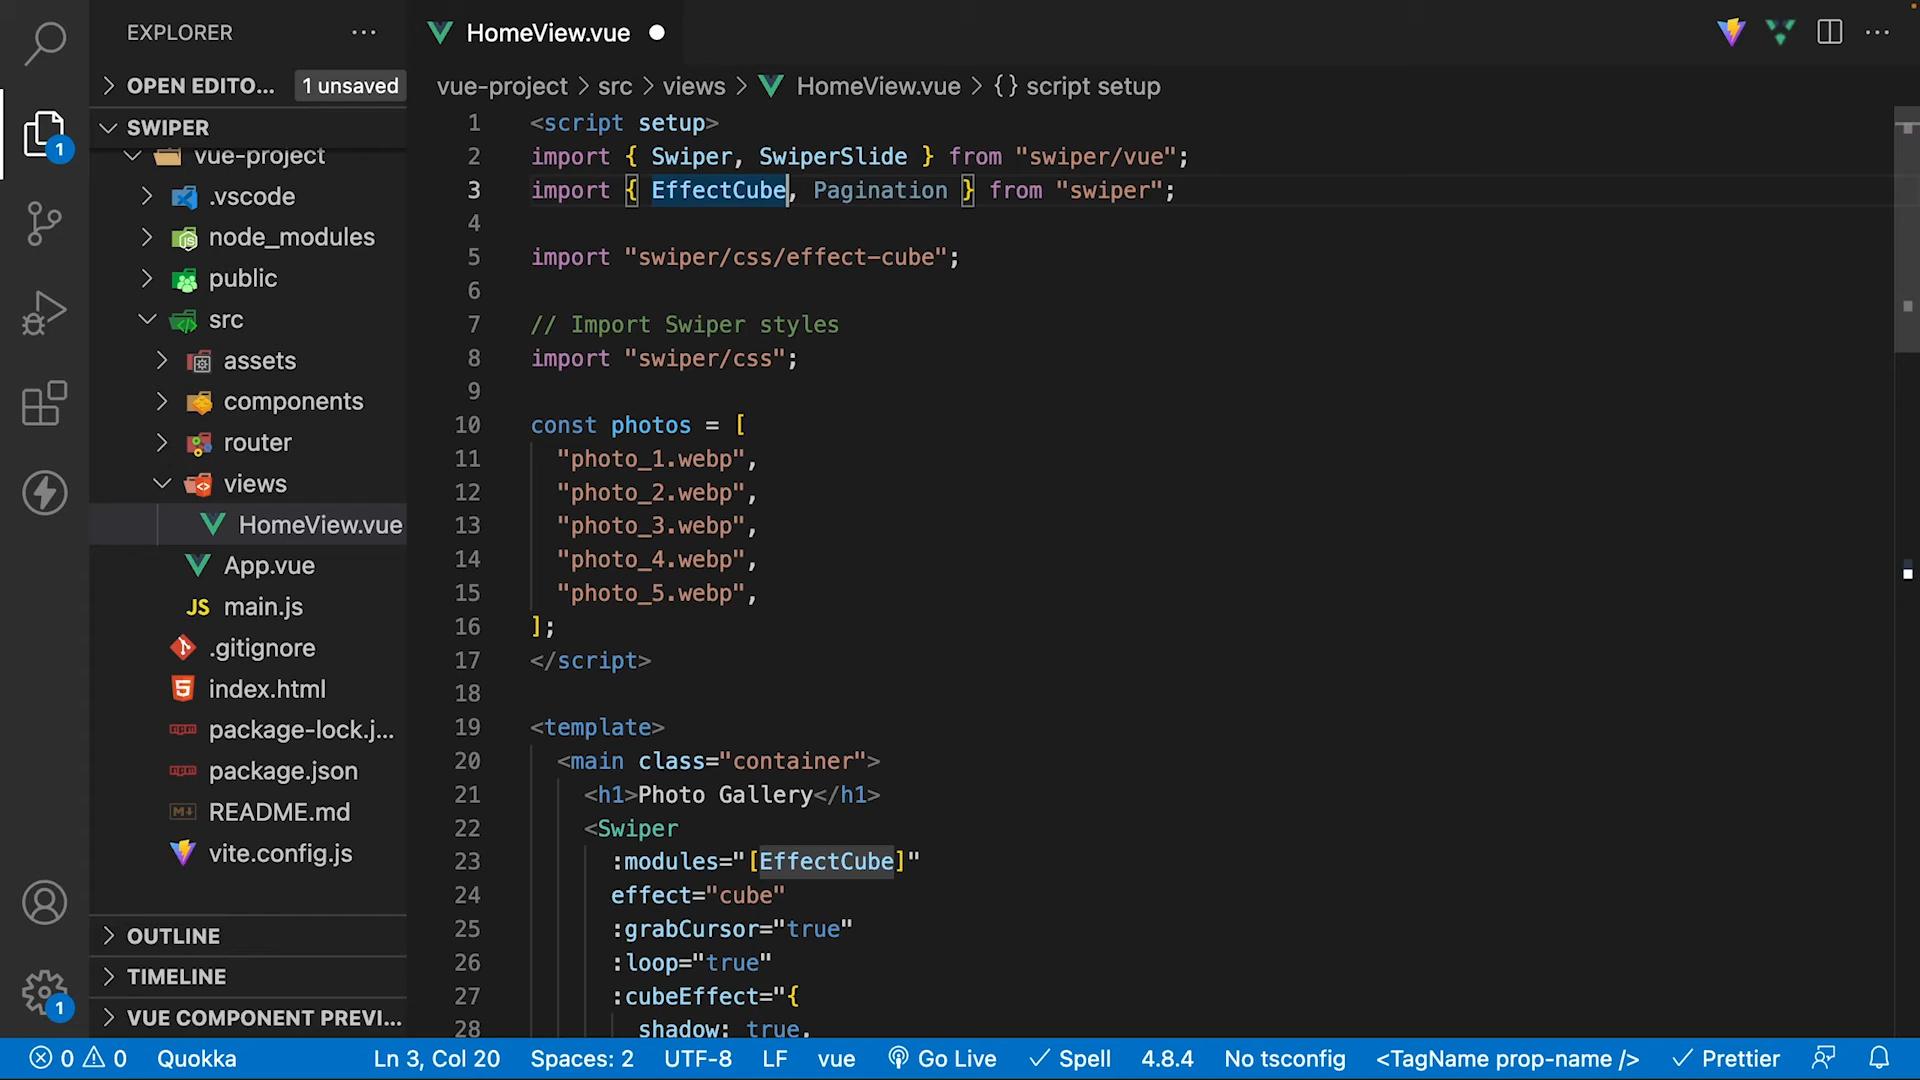 EXPLORER
OPEN EDITO... 1 unsaved
SWIPER
vue-project
.vscode
node_modules
public
src
assets
components
router
views
HomeView.vue
App.vue
JS main.js
.gitignore
index.html
package-lock.j...
package.json
README.md
vite.config.js
OUTLINE
TIMELINE
VUE COMPONENT PREVI...
1
1
HomeView.vue
vue-project > src > views > HomeView.vue > {} script setup
1 <script setup>
2 import { Swiper, SwiperSlide } from "swiper/vue";
3 import { EffectCube, Pagination } from "swiper";
4
5 import "swiper/css/effect-cube";
6
7 // Import Swiper styles
8 import "swiper/css";
9
10 const photos = [
11 "photo_1.webp",
12 "photo_2.webp",
13 "photo_3.webp",
14 "photo_4.webp",
15 "photo_5.webp",
16 ];
17 </script>
18
19 <template>
20 <main class="container">
21 <h1>Photo Gallery</h1>
22 <Swiper
23 :modules="[EffectCube]"
24 effect="cube"
25 :grabCursor="true"
26 :loop="true"
27 :cubeEffect="{
28 shadow: true,
0 0 Quokka Ln 3, Col 20 Spaces: 2 UTF-8 LF vue Go Live Spell 4.8.4 No tsconfig <TagName prop-name /> Prettier